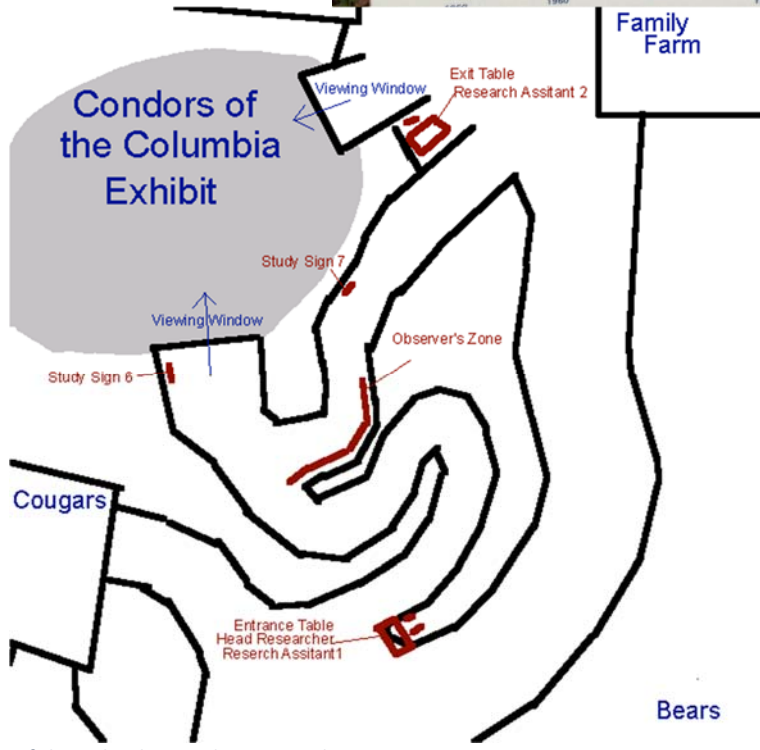 1960
Family
Farm
Exit Table
Research Assitant 2
Viewing Window
Condors of
the Columbia
Exhibit
Study Sign 7
Viewing Window
Observer's Zone
Study Sign 6
Cougars
Entrance Table
Head Researcher
Reserch Assitant1
Bears